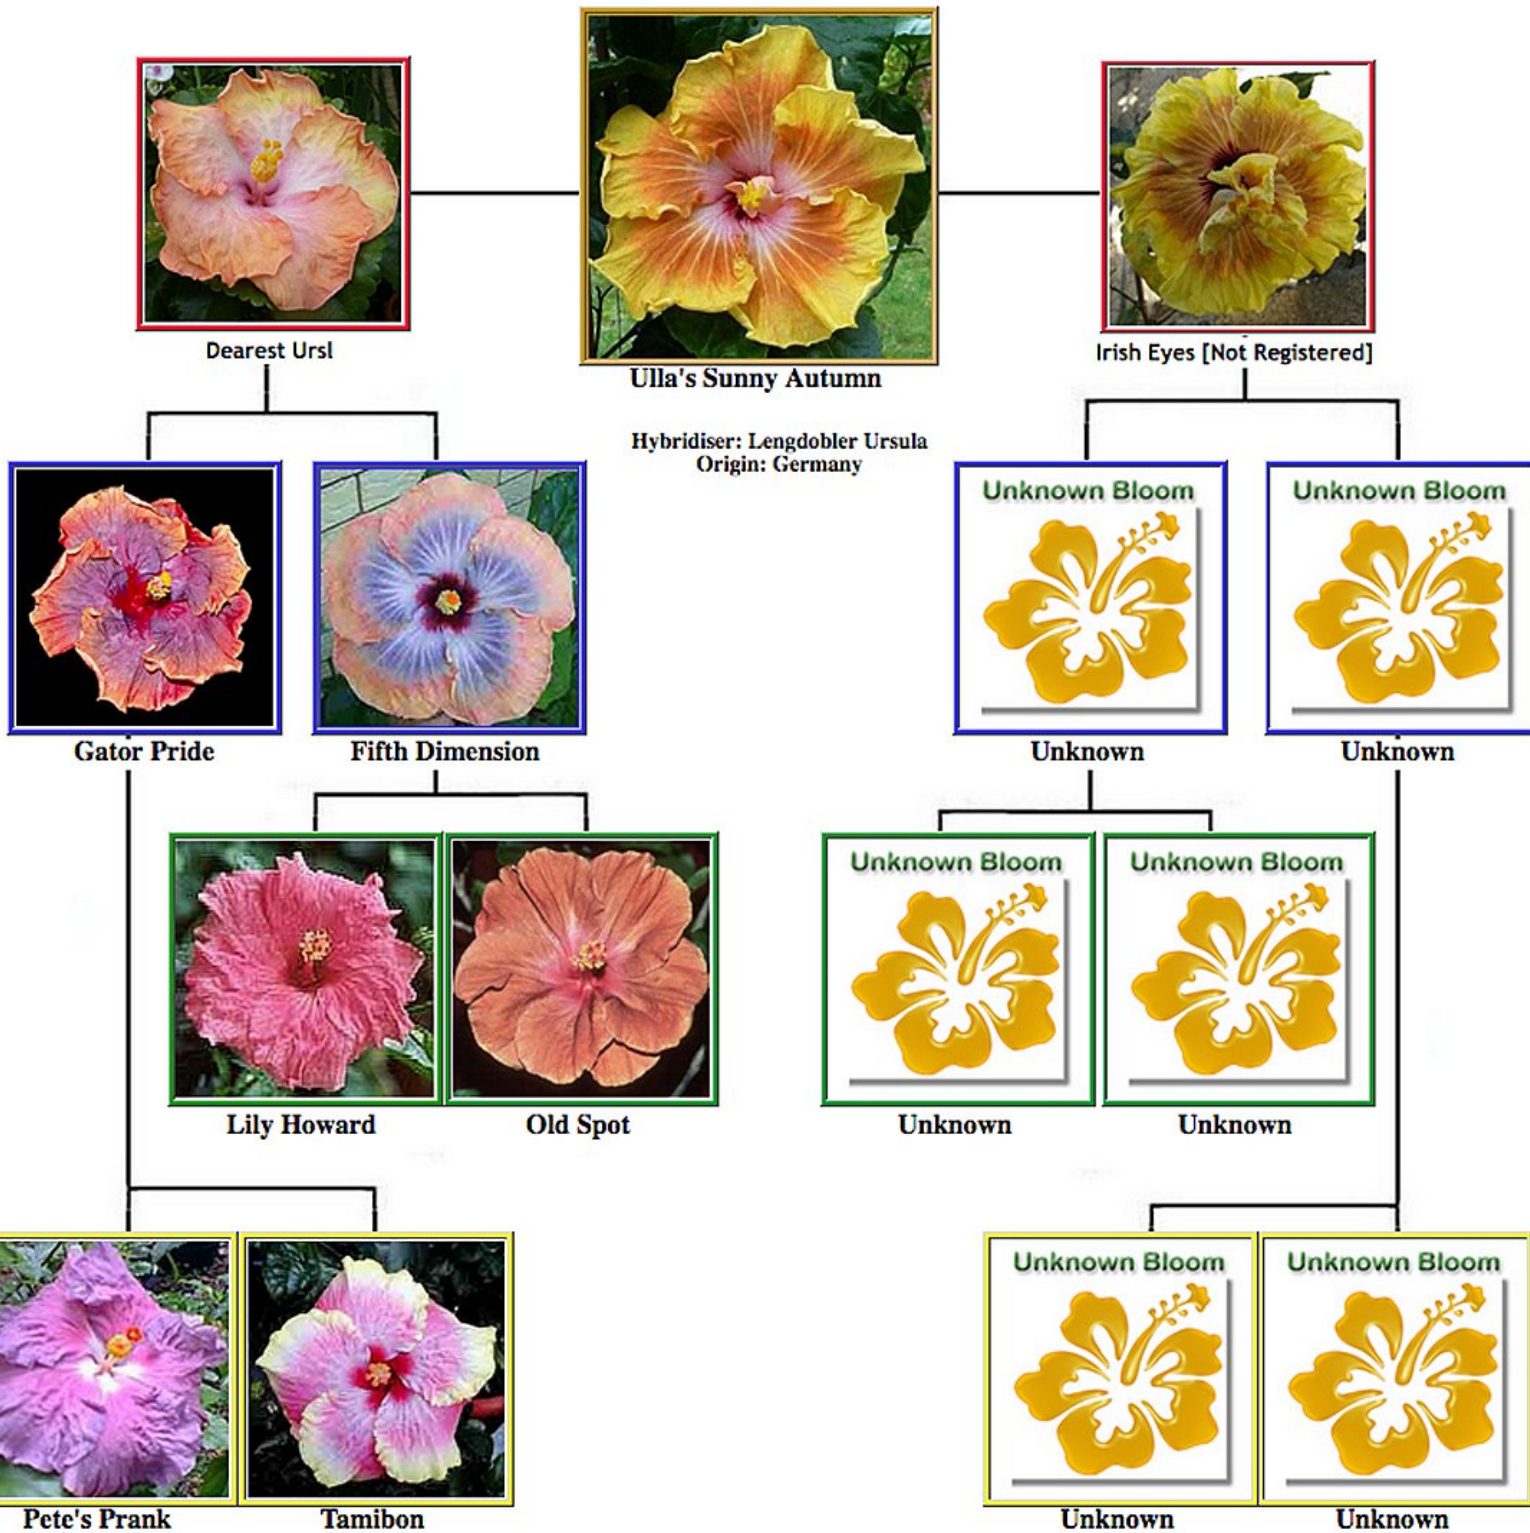 Dearest Ursl
Ulla's Sunny Autumn
Irish Eyes [Not Registered]
Hybridiser: Lengdobler Ursula
Origin: Germany
Unknown Bloom
Unknown Bloom
Gator Pride
Fifth Dimension
Unknown
Unknown
Unknown Bloom
Unknown Bloom
Lily Howard
Old Spot
Unknown
Unknown
Unknown Bloom
Unknown Bloom
Pete's Prank
Tamibon
Unknown
Unknown